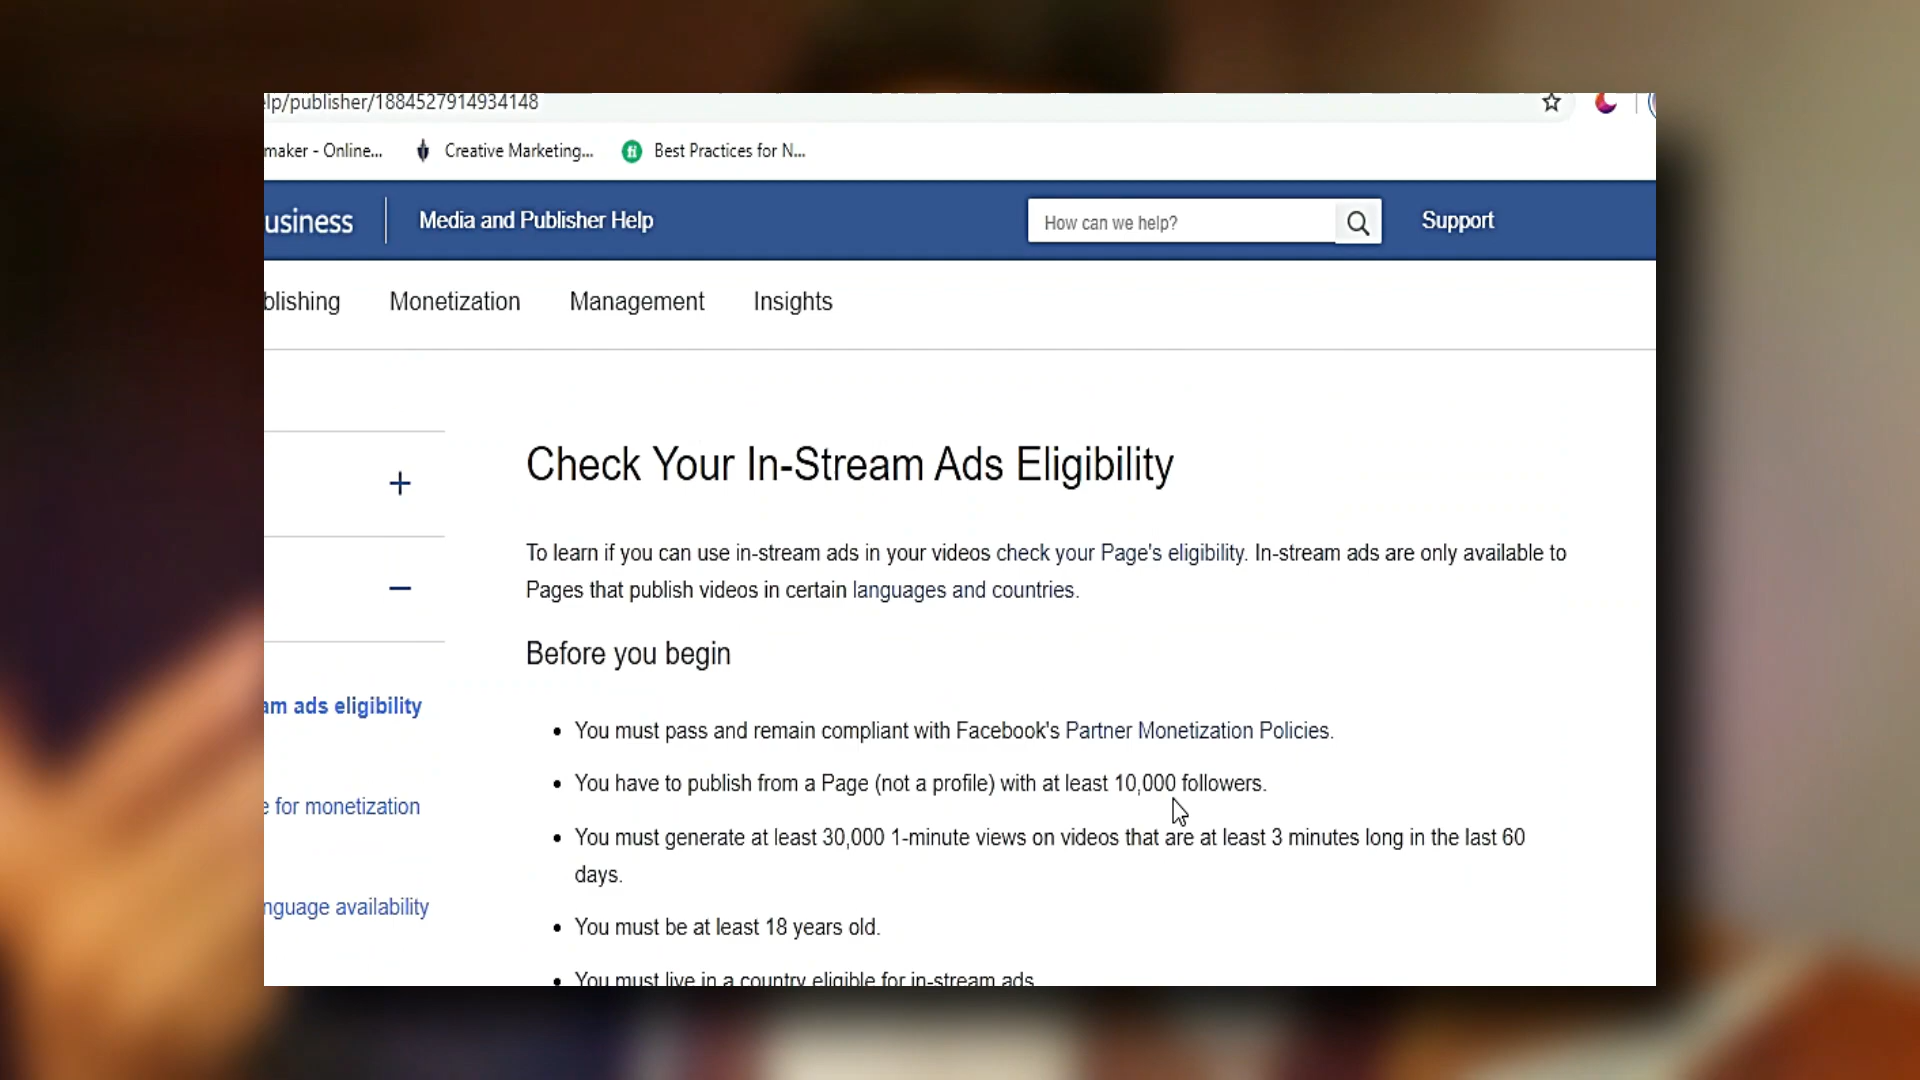 elp/publisher/1884527914934148
maker - Online... Creative Marketing... fi Best Practices for N...
usiness Media and Publisher Help How can we help? Support
blishing Monetization Management Insights
Check Your In-Stream Ads Eligibility
To learn if you can use in-stream ads in your videos check your Page's eligibility. In-stream ads are only available to
Pages that publish videos in certain languages and countries.
Before you begin
am ads eligibility
• You must pass and remain compliant with Facebook's Partner Monetization Policies.
• You have to publish from a Page (not a profile) with at least 10,000 followers.
e for monetization
• You must generate at least 30,000 1-minute views on videos that are at least 3 minutes long in the last 60
days.
nguage availability
• You must be at least 18 years old.
• You must live in a country eligible for in-stream ads